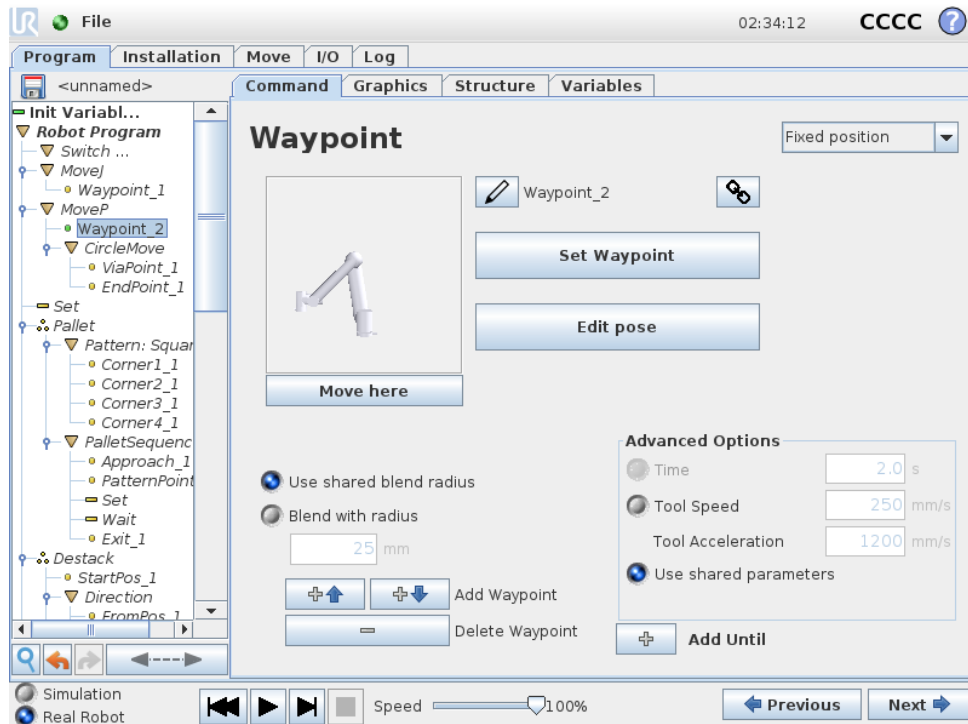 UR File 02:34:12 CCCC ?
Program Installation Move I/O Log
<unnamed> Command Graphics Structure Variables
Init Variabl...
Robot Program
Switch ...
MoveJ
Waypoint_1
MoveP
Waypoint_2
CircleMove
ViaPoint_1
EndPoint_1
Set
Pallet
Pattern: Squar
Corner1_1
Corner2_1
Corner3_1
Corner4_1
PalletSequenc
Approach_1
PatternPoint
Set
Wait
Exit_1
Destack
StartPos_1
Direction
FromPos_1
Waypoint
Fixed position
Waypoint_2
Set Waypoint
Edit pose
Move here
Use shared blend radius
Blend with radius
25 mm
Add Waypoint
Delete Waypoint
Advanced Options
Time 2.0 s
Tool Speed 250 mm/s
Tool Acceleration 1200 mm/s
Use shared parameters
Add Until
Simulation
Real Robot
Speed 100%
Previous Next